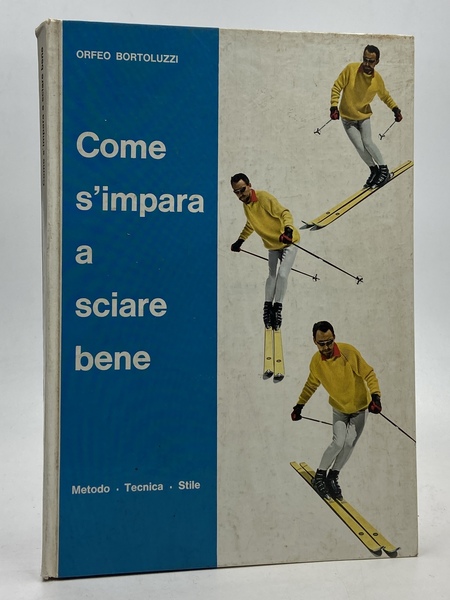 ORFEO BORTOLUZZI
Come
s'impara
a
sciare
bene
Metodo · Tecnica · Stile